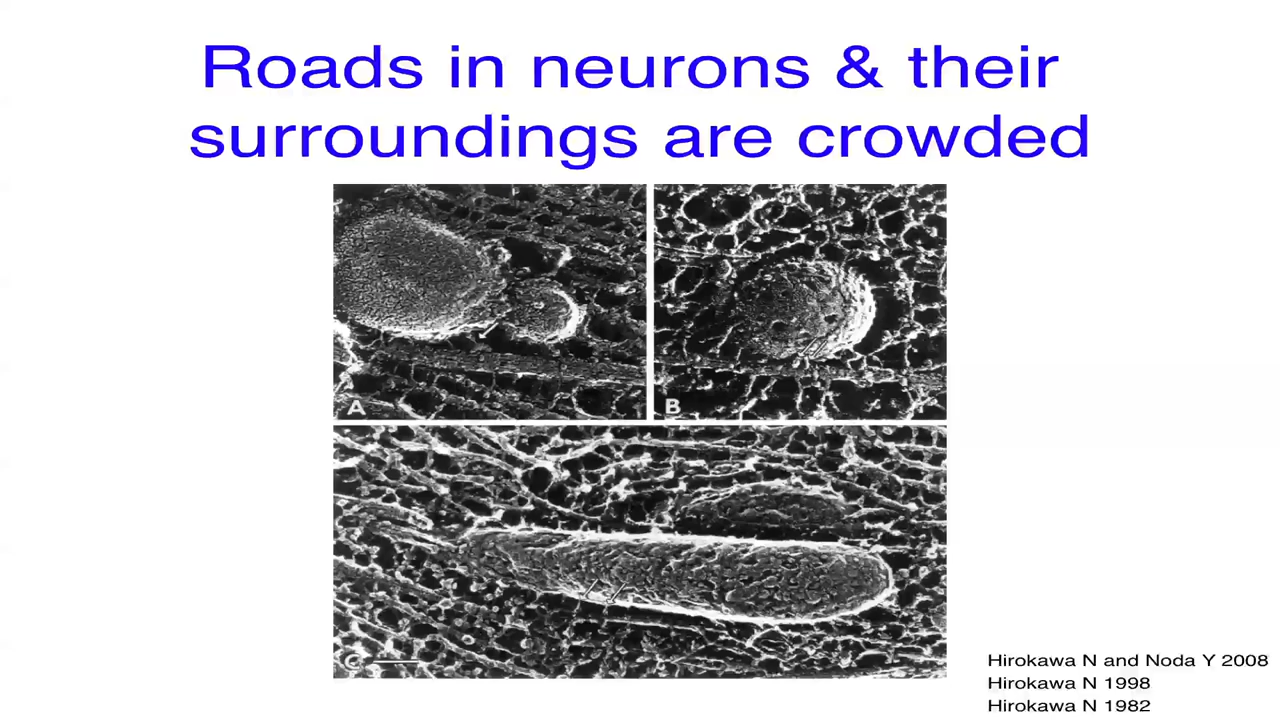 Roads in neurons & their
surroundings are crowded
A
B
C
Hirokawa N and Noda Y 2008
Hirokawa N 1998
Hirokawa N 1982